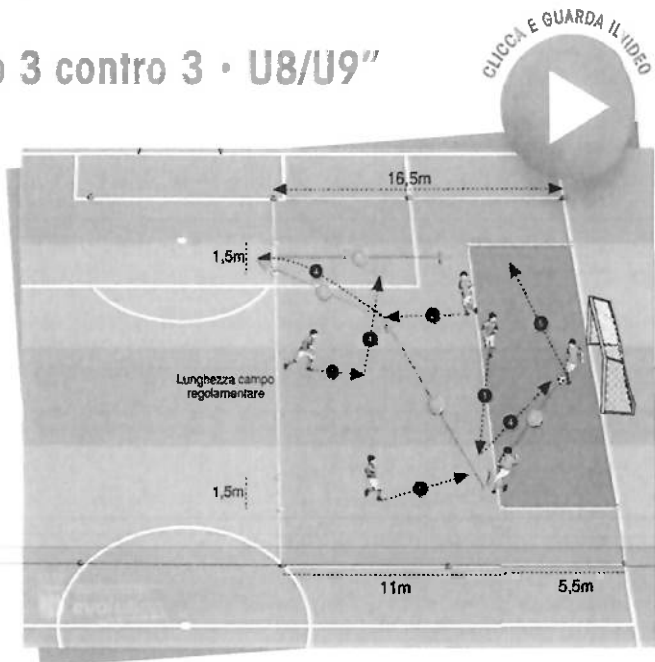 3 contro 3 • U8/U9”
CLICCA E GUARDA IL VIDEO
16,5m
1,5m
Lunghezza campo
regolamentare
1,5m
11m
5,5m